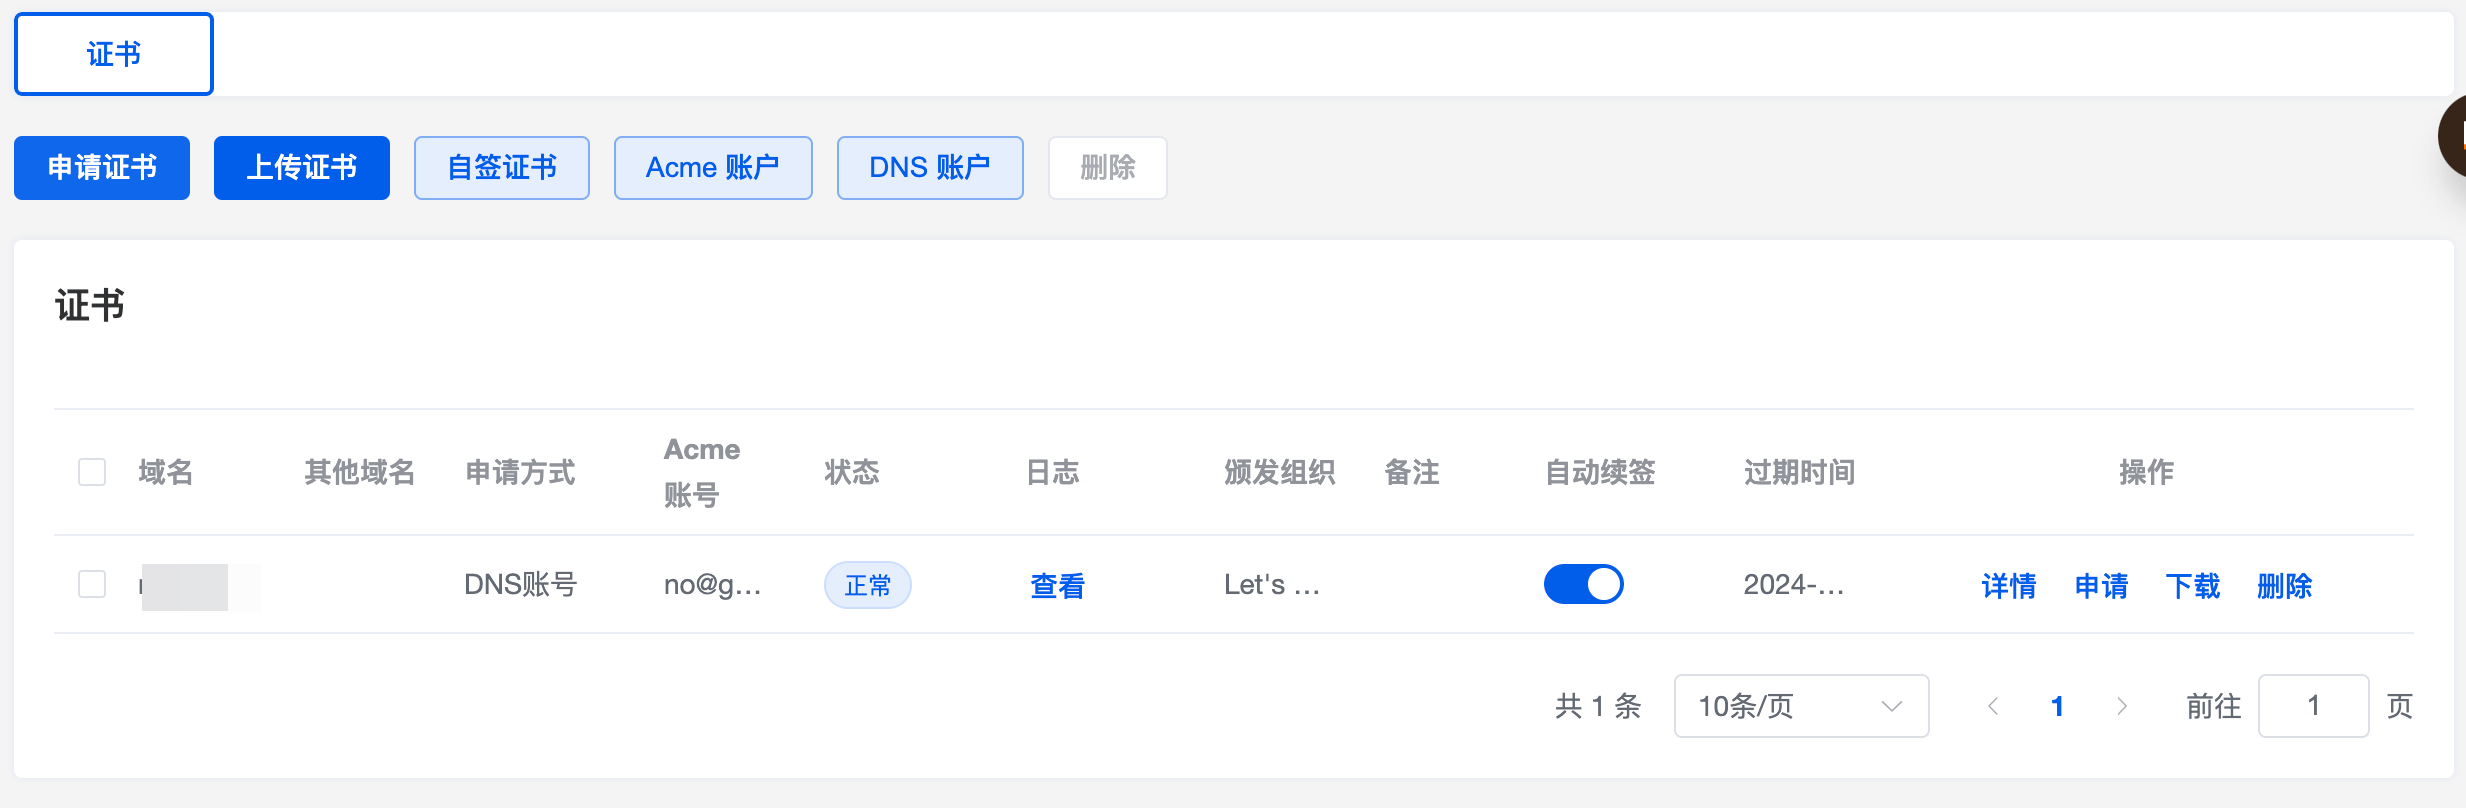 证书
申请证书 上传证书 自签证书 Acme 账户 DNS 账户 删除
证书
域名 其他域名 申请方式 Acme 账号 状态 日志 颁发组织 备注 自动续签 过期时间 操作
DNS账号 no@g... 正常 查看 Let's ... 2024-... 详情 申请 下载 删除
共 1 条 10条/页 1 前往 1 页